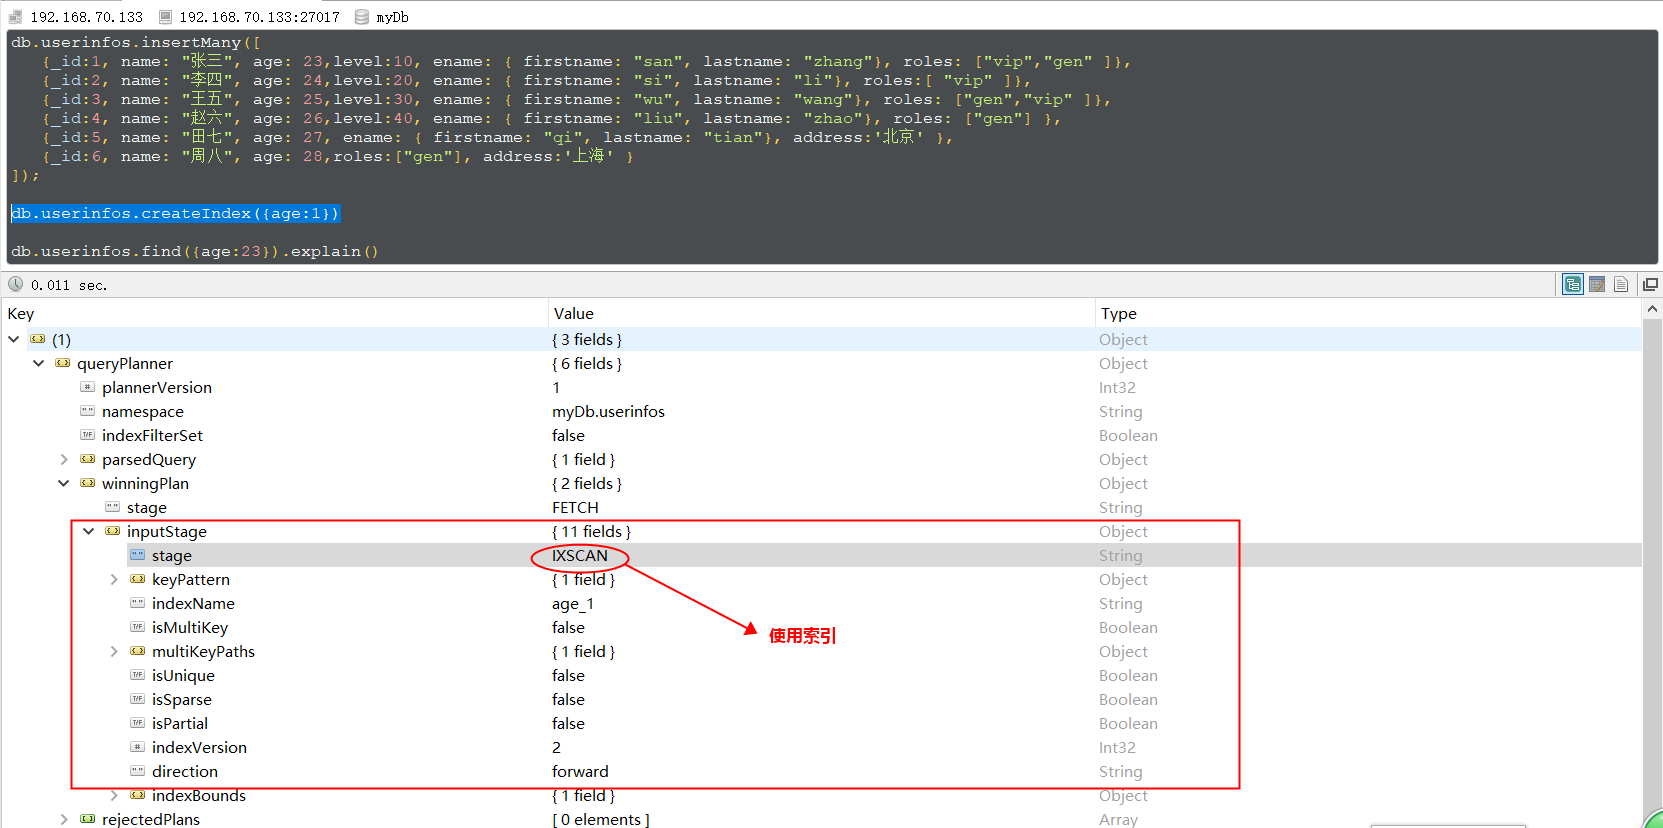 192.168.70.133 192.168.70.133:27017 myDb
db.userinfos.insertMany([
{_id:1, name: "张三", age: 23,level:10, ename: { firstname: "san", lastname: "zhang"}, roles: ["vip","gen" ]},
{_id:2, name: "李四", age: 24,level:20, ename: { firstname: "si", lastname: "li"}, roles:[ "vip" ]},
{_id:3, name: "王五", age: 25,level:30, ename: { firstname: "wu", lastname: "wang"}, roles: ["gen","vip" ]},
{_id:4, name: "赵六", age: 26,level:40, ename: { firstname: "liu", lastname: "zhao"}, roles: ["gen"] },
{_id:5, name: "田七", age: 27, ename: { firstname: "qi", lastname: "tian"}, address:'北京' },
{_id:6, name: "周八", age: 28,roles:["gen"], address:'上海' }
]);
db.userinfos.createIndex({age:1})
db.userinfos.find({age:23}).explain()
0.011 sec.
Key Value Type
(1) { 3 fields } Object
queryPlanner { 6 fields } Object
plannerVersion 1 Int32
namespace myDb.userinfos String
indexFilterSet false Boolean
parsedQuery { 1 field } Object
winningPlan { 2 fields } Object
stage FETCH String
inputStage { 11 fields } Object
stage IXSCAN String
keyPattern { 1 field } Object
indexName age_1 String
isMultiKey false Boolean
使用索引
multiKeyPaths { 1 field } Object
isUnique false Boolean
isSparse false Boolean
isPartial false Boolean
indexVersion 2 Int32
direction forward String
indexBounds { 1 field } Object
rejectedPlans [ 0 elements ] Array